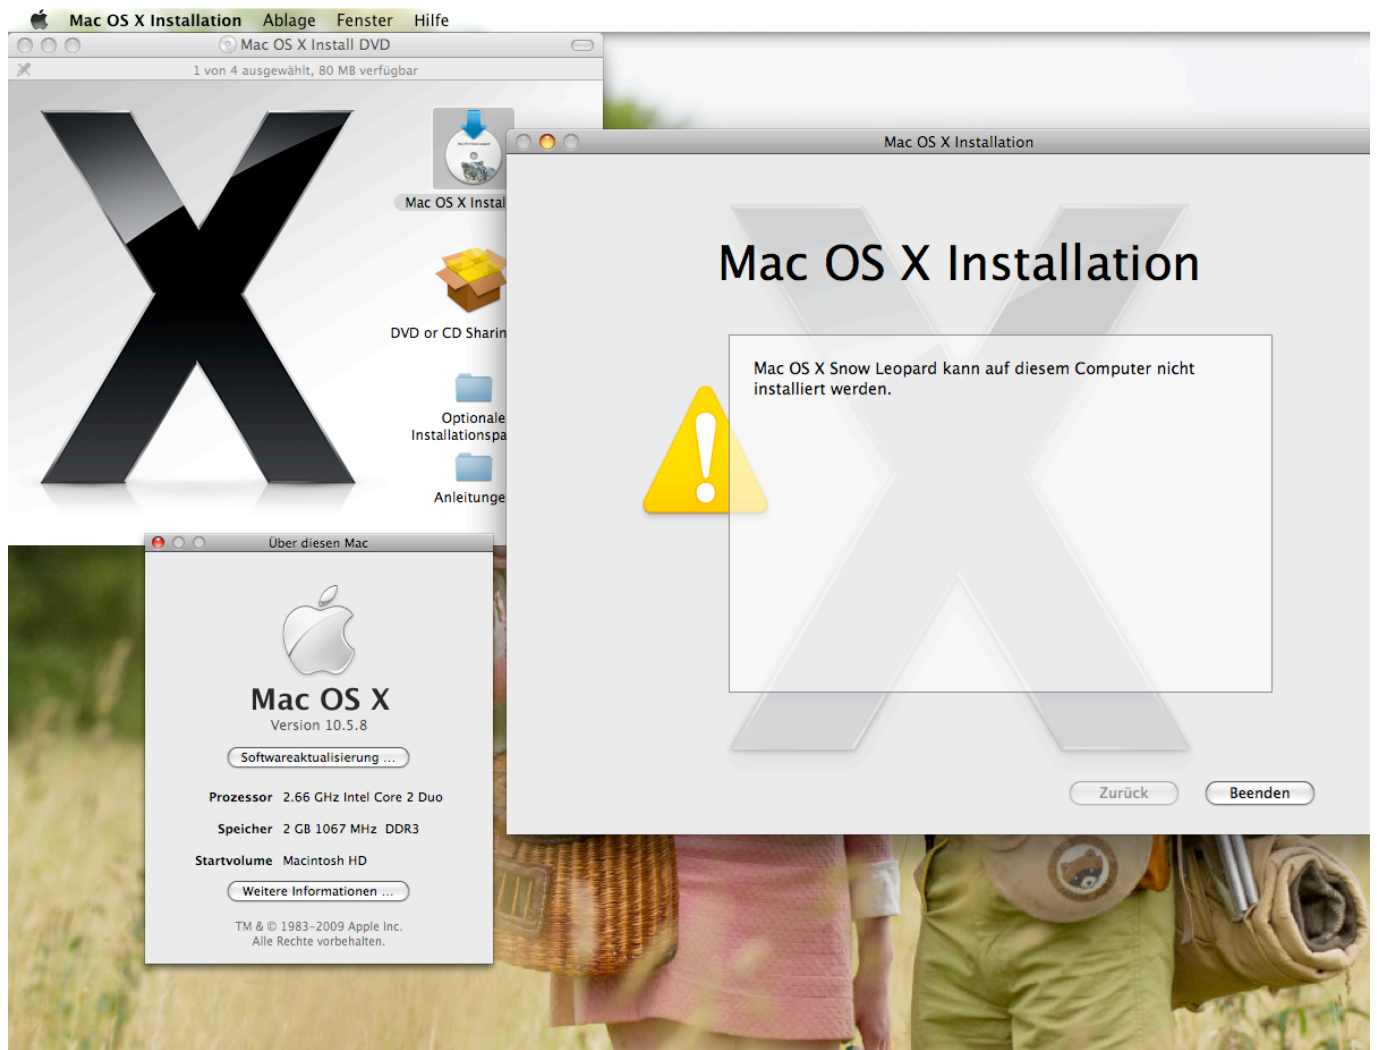 Mac OS X Installation Ablage Fenster Hilfe
Mac OS X Install DVD
1 von 4 ausgewählt, 80 MB verfügbar
Mac OS X Instal
DVD or CD Sharin
Optionale
Installationspa
Anleitunge
Mac OS X Installation
Mac OS X Installation
Mac OS X Snow Leopard kann auf diesem Computer nicht
installiert werden.
Zurück Beenden
Über diesen Mac
Mac OS X
Version 10.5.8
Softwareaktualisierung ...
Prozessor 2.66 GHz Intel Core 2 Duo
Speicher 2 GB 1067 MHz DDR3
Startvolume Macintosh HD
Weitere Informationen ...
TM & © 1983–2009 Apple Inc.
Alle Rechte vorbehalten.